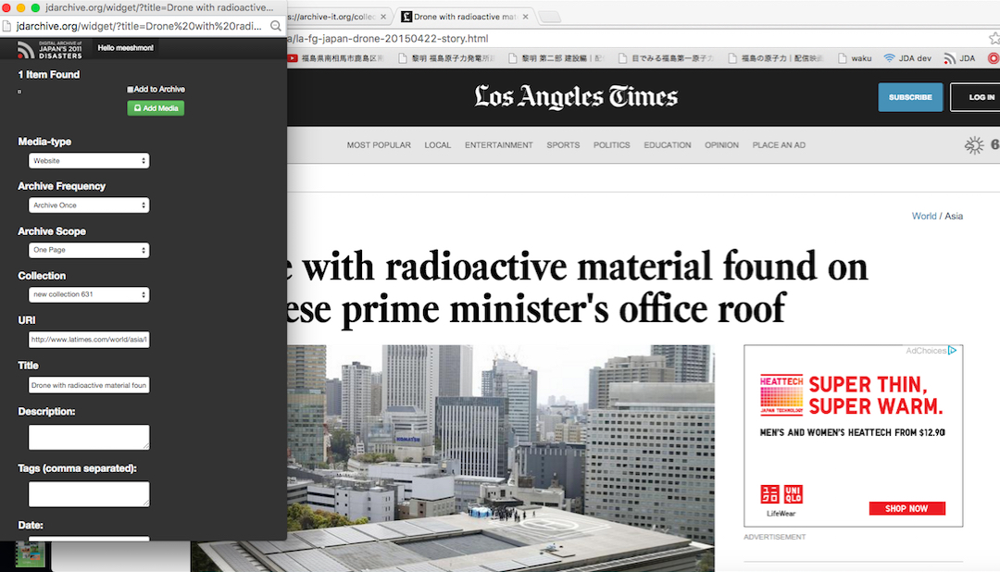 jdarchive.org/widget/?title=Drone with radioactive...
jdarchive.org/widget/?title=Drone%20with%20radi...
DIGITAL ARCHIVE of
JAPAN'S 2011
DISASTERS
Hello meeshmon!
1 Item Found
Add to Archive
Add Media
Media-type
Website
Archive Frequency
Archive Once
Archive Scope
One Page
Collection
new collection 631
URI
http://www.latimes.com/world/asia/l
Title
Drone with radioactive material foun
Description:
Tags (comma separated):
Date:
s://archive-it.org/collec
Drone with radioactive mat
a/la-fg-japan-drone-20150422-story.html
福島県南相馬市鹿島区
黎明 福島原子力発電所
黎明 第二部 建設編 | 配
目でみる福島第一原子
福島の原子力 | 配信映画
waku
JDA dev
JDA
Los Angeles Times
SUBSCRIBE
LOG IN
MOST POPULAR
LOCAL
ENTERTAINMENT
SPORTS
POLITICS
EDUCATION
OPINION
PLACE AN AD
6
World / Asia
e with radioactive material found on
ese prime minister's office roof
KOMATSU
AdChoices
HEATTECH
JAPAN TECHNOLOGY
SUPER THIN,
SUPER WARM.
MEN'S AND WOMEN'S HEATTECH FROM $12.90
ユニ
クロ
UNI
QLO
LifeWear
SHOP NOW
ADVERTISEMENT